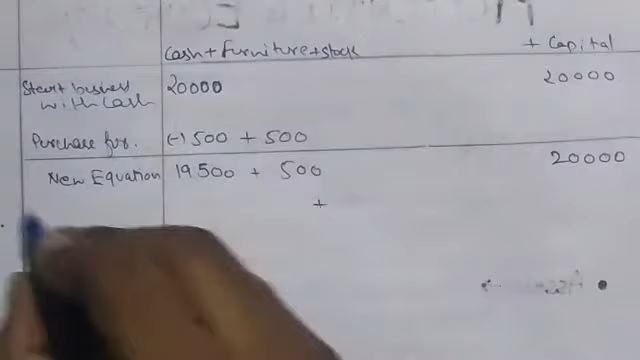 Cash + Furniture + stock + Capital
Start business 20000 20000
with Cash
Purchase fur. (-) 500 + 500
New Equation 19500 + 500 20000
+